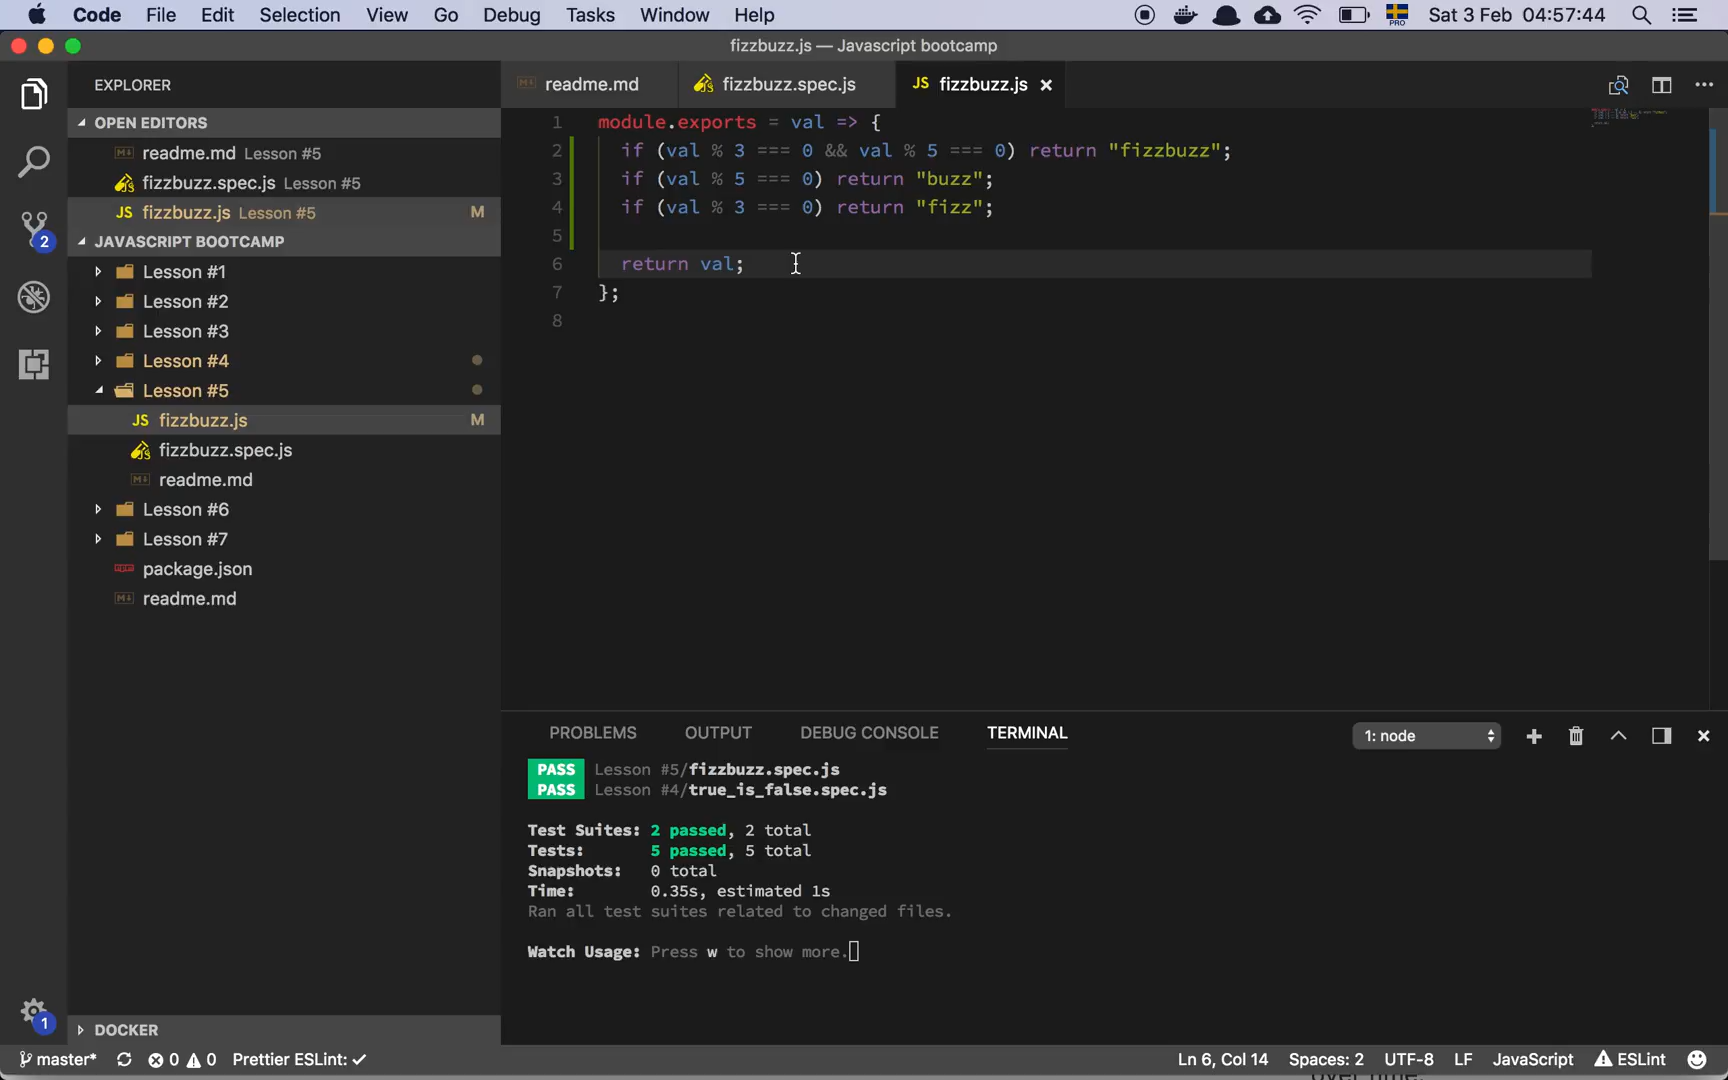 Code File Edit Selection View Go Debug Tasks Window Help PRO Sat 3 Feb 04:57:44
fizzbuzz.js — Javascript bootcamp
EXPLORER
OPEN EDITORS
readme.md Lesson #5
fizzbuzz.spec.js Lesson #5
JS fizzbuzz.js Lesson #5 M
JAVASCRIPT BOOTCAMP
Lesson #1
Lesson #2
Lesson #3
Lesson #4
Lesson #5
JS fizzbuzz.js M
fizzbuzz.spec.js
readme.md
Lesson #6
Lesson #7
package.json
readme.md
DOCKER
2
1
readme.md fizzbuzz.spec.js JS fizzbuzz.js
1 module.exports = val => {
2 if (val % 3 === 0 && val % 5 === 0) return "fizzbuzz";
3 if (val % 5 === 0) return "buzz";
4 if (val % 3 === 0) return "fizz";
5
6 return val;
7 };
8
PROBLEMS OUTPUT DEBUG CONSOLE TERMINAL 1: node
PASS Lesson #5/fizzbuzz.spec.js
PASS Lesson #4/true_is_false.spec.js
Test Suites: 2 passed, 2 total
Tests: 5 passed, 5 total
Snapshots: 0 total
Time: 0.35s, estimated 1s
Ran all test suites related to changed files.
Watch Usage: Press w to show more.
master* 0 0 Prettier ESLint: ✓ Ln 6, Col 14 Spaces: 2 UTF-8 LF JavaScript ESLint